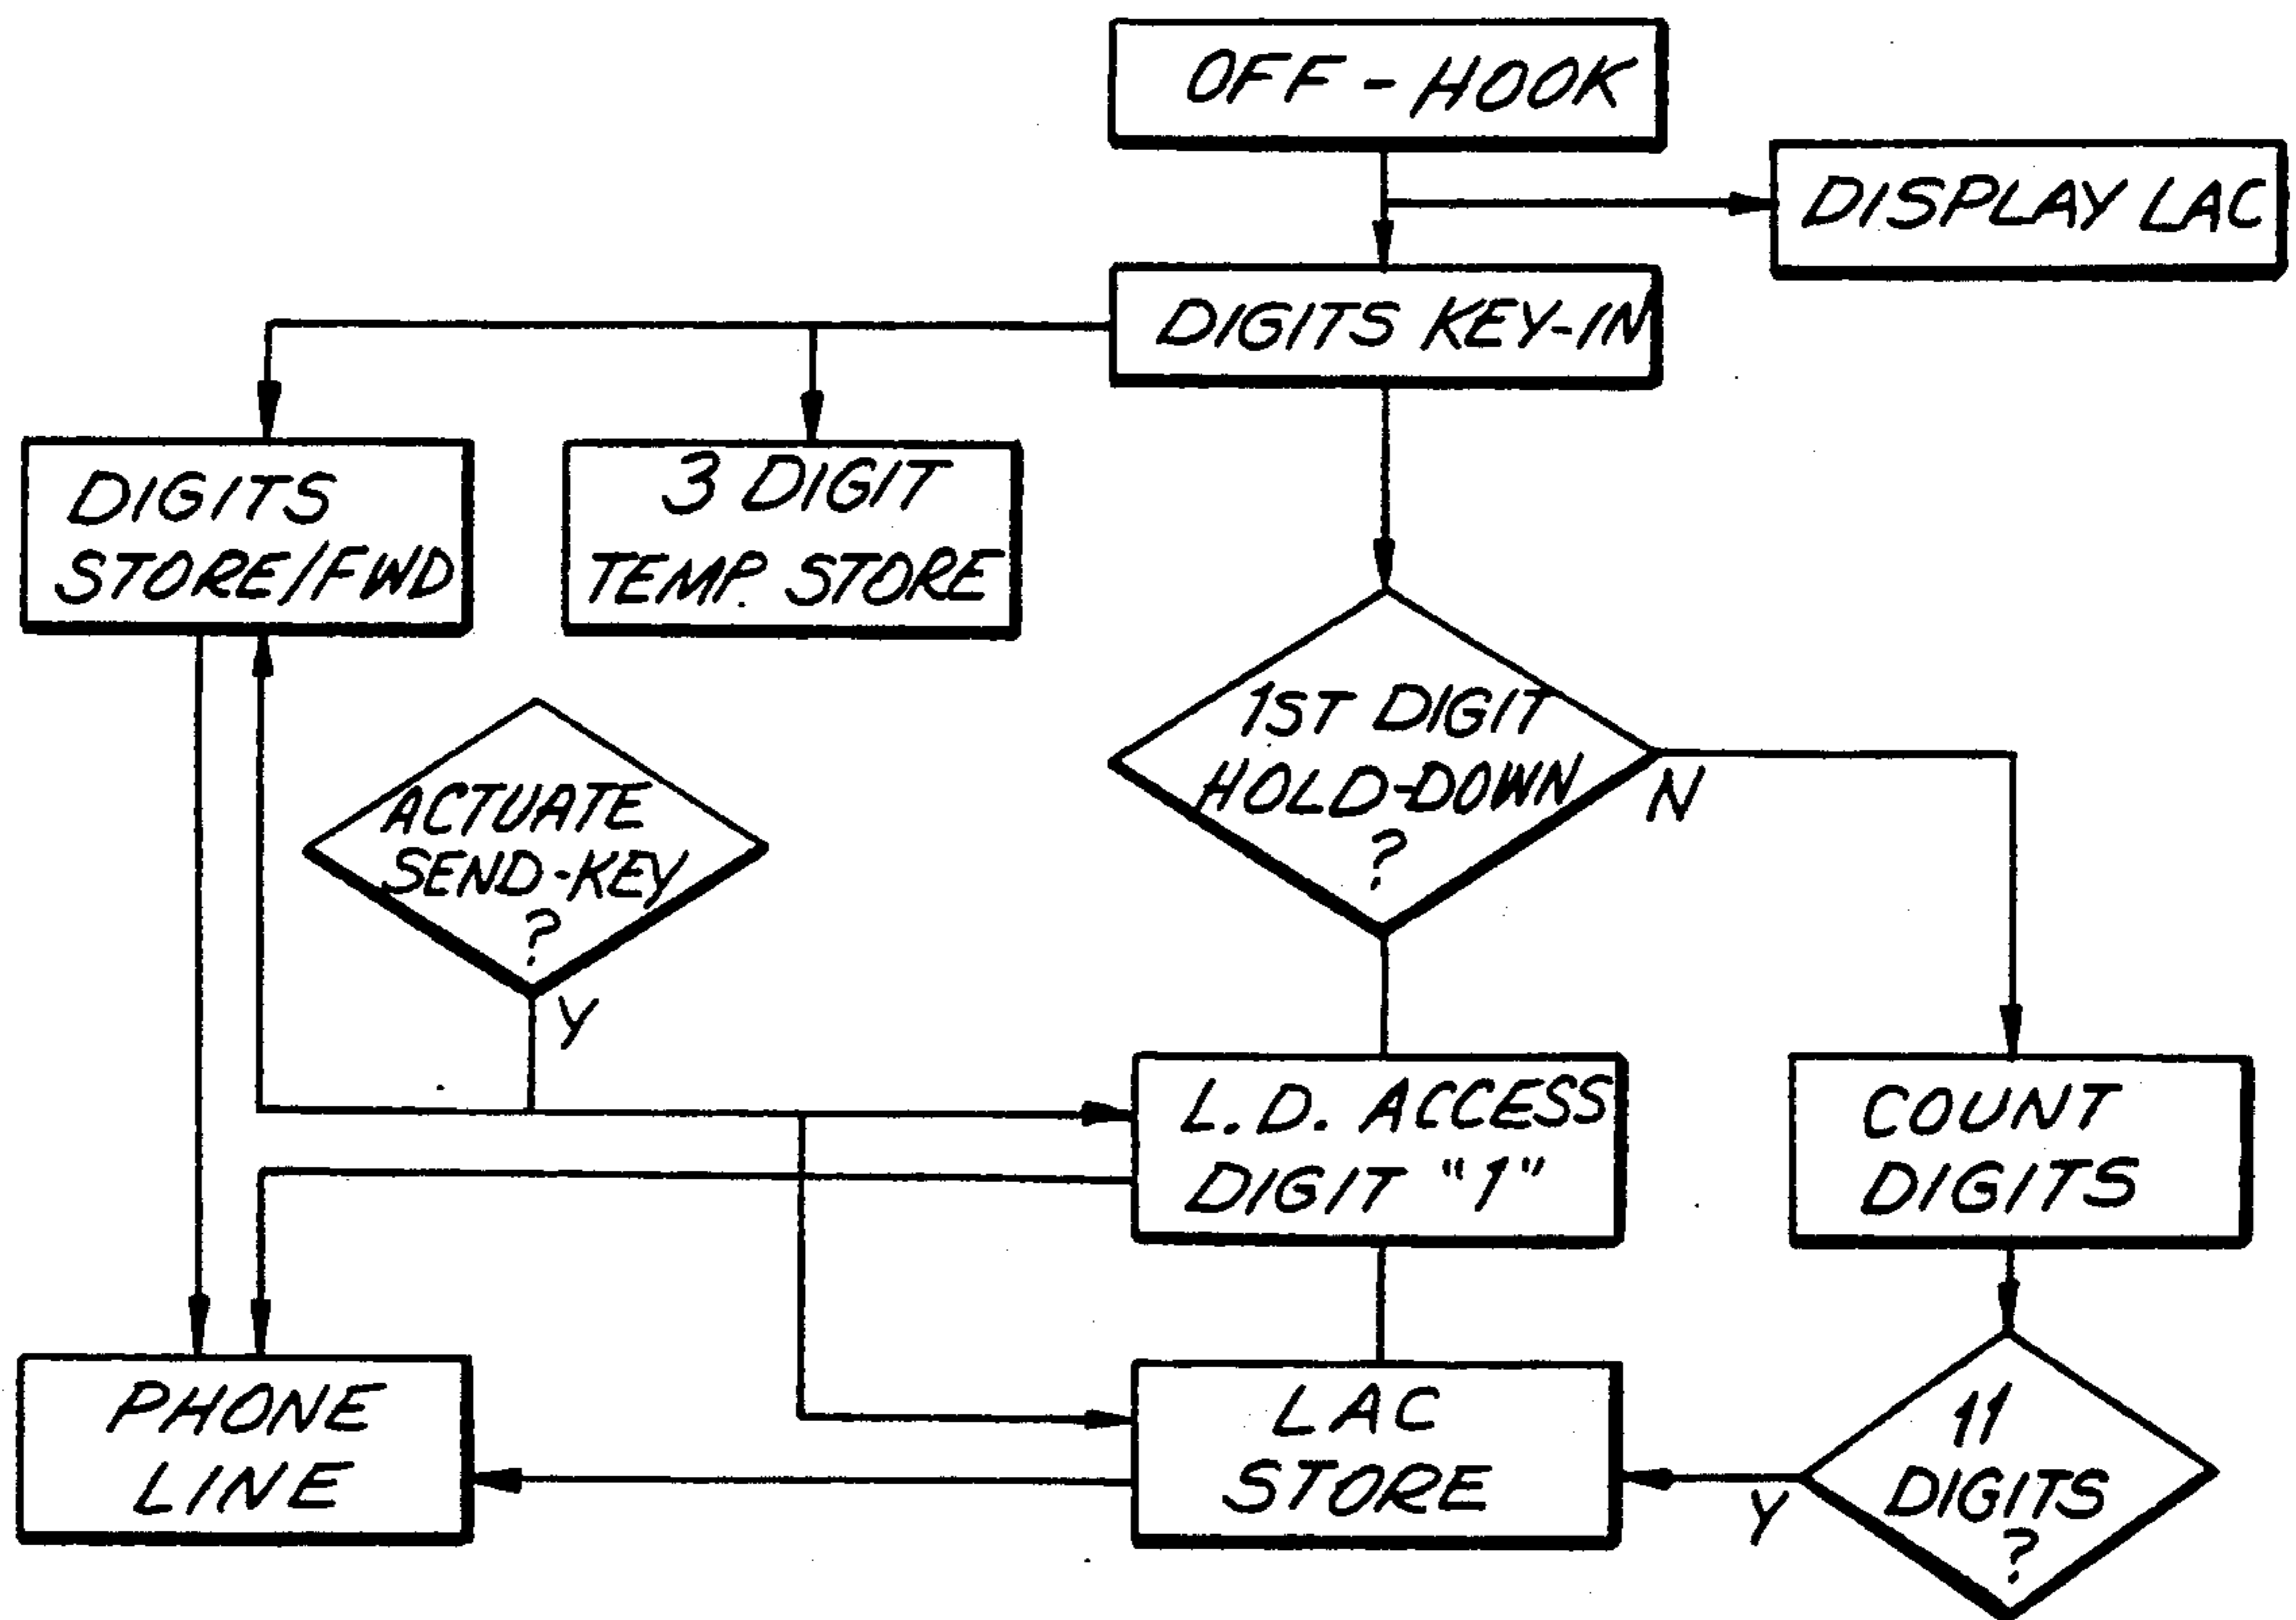 OFF - HOOK
DISPLAY LAC
DIGITS KEY-IN
DIGITS
STORE/FWD
3 DIGIT
TEMP. STORE
1ST DIGIT
HOLD-DOWN
?
N
ACTUATE
SEND-KEY
?
Y
L.D. ACCESS
DIGIT "1"
COUNT
DIGITS
PHONE
LINE
LAC
STORE
11
DIGITS
?
Y